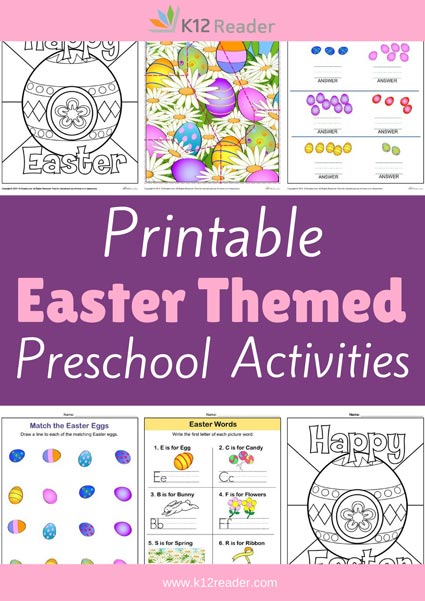 K12Reader
Happy
Easter
ANSWER
ANSWER
ANSWER
ANSWER
ANSWER
ANSWER
Printable
Easter Themed
Preschool Activities
Name:
Match the Easter Eggs
Draw a line to each of the matching Easter eggs.
Name:
Easter Words
Write the first letter of each picture word.
1. E is for Egg
2. C is for Candy
Ee
Cc
3. B is for Bunny
4. F is for Flowers
Bb
Ff
5. S is for Spring
6. R is for Ribbon
Name:
Happy
Easter
www.k12reader.com